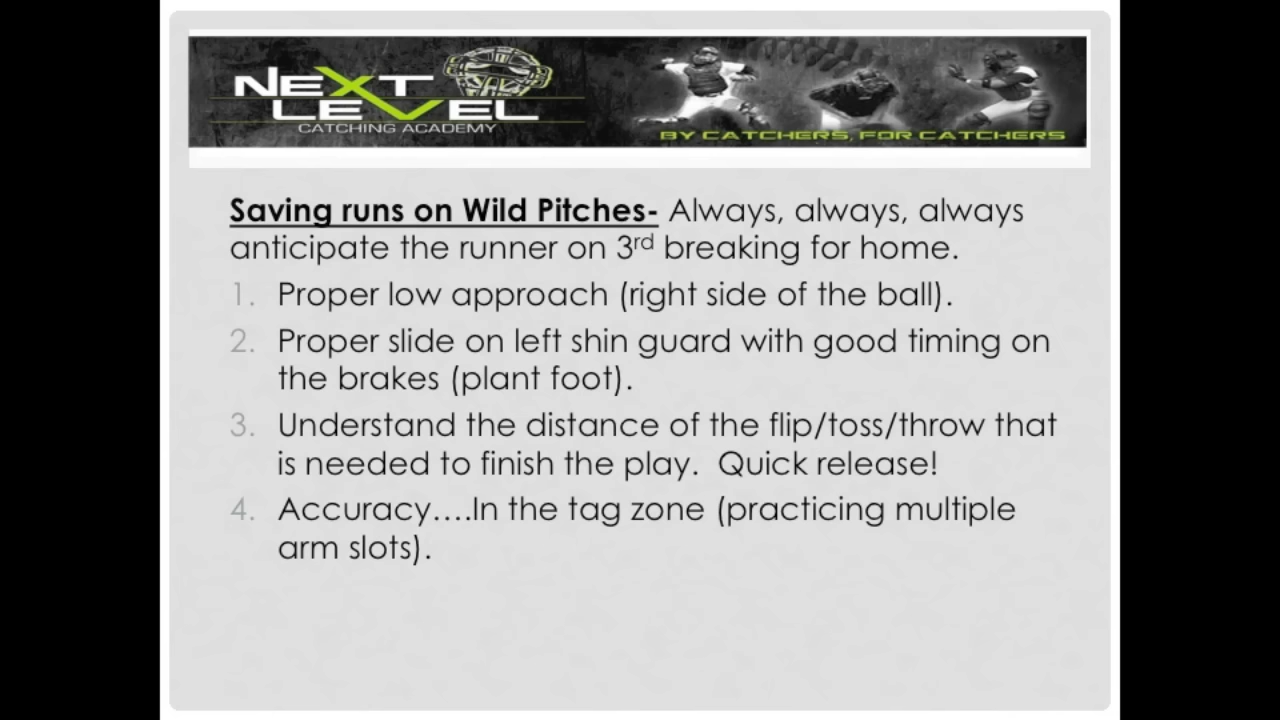 NEXT
LEVEL
CATCHING ACADEMY
BY CATCHERS, FOR CATCHERS
Saving runs on Wild Pitches- Always, always, always
anticipate the runner on 3rd breaking for home.
1. Proper low approach (right side of the ball).
2. Proper slide on left shin guard with good timing on
the brakes (plant foot).
3. Understand the distance of the flip/toss/throw that
is needed to finish the play.  Quick release!
4. Accuracy….In the tag zone (practicing multiple
arm slots).